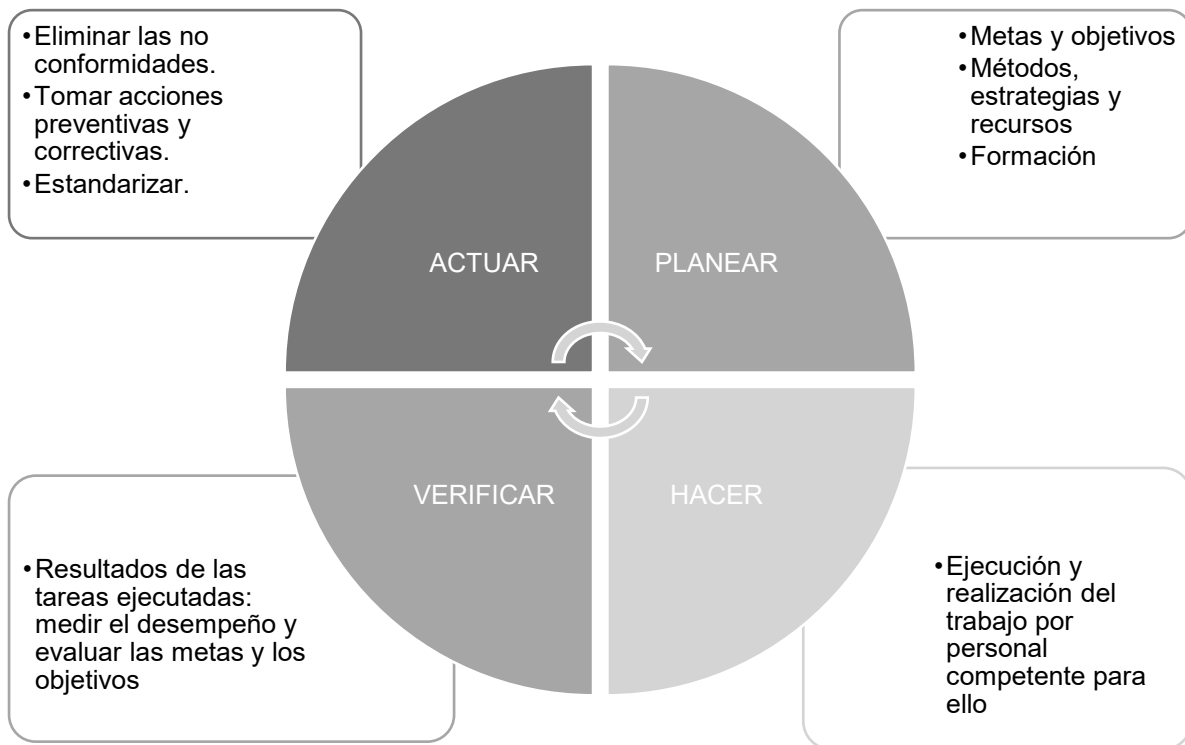 •Eliminar las no
conformidades.
•Tomar acciones
preventivas y
correctivas.
•Estandarizar.
•Metas y objetivos
•Métodos,
estrategias y
recursos
•Formación
ACTUAR
PLANEAR
VERIFICAR
HACER
•Resultados de las
tareas ejecutadas:
medir el desempeño y
evaluar las metas y los
objetivos
•Ejecución y
realización del
trabajo por
personal
competente para
ello